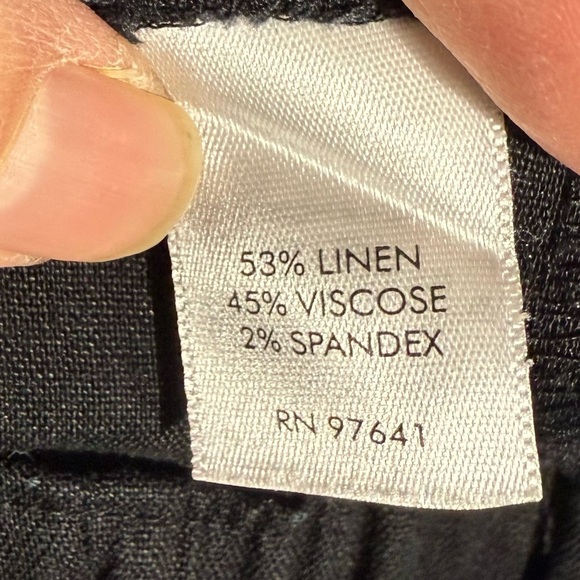 53% LINEN
45% VISCOSE
2% SPANDEX
RN 97641